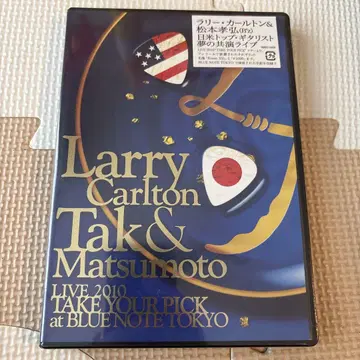 ラリー・カールトン&
松本孝弘(B'z)
日米トップ・ギタリスト
夢の共演ライブ
Larry
Carlton
Tak &
Matsumoto
LIVE 2010
TAKE YOUR PICK
at BLUE NOTE TOKYO